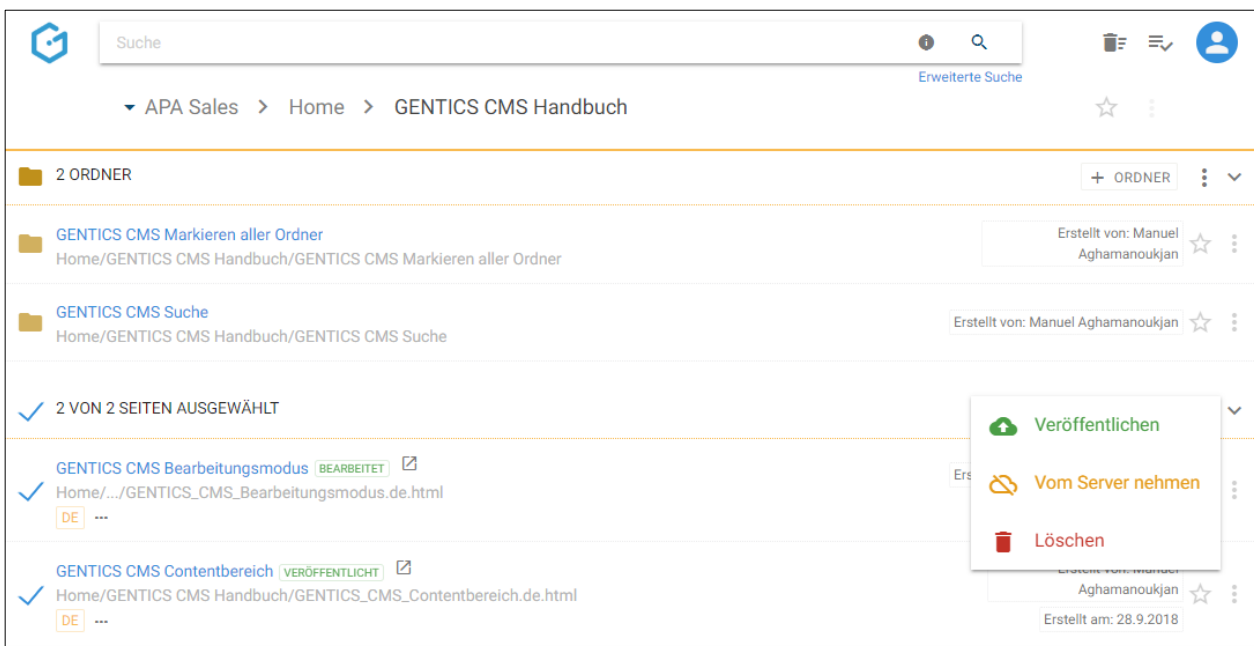 Suche
Erweiterte Suche
APA Sales > Home > GENTICS CMS Handbuch
2 ORDNER
+ ORDNER
GENTICS CMS Markieren aller Ordner
Home/GENTICS CMS Handbuch/GENTICS CMS Markieren aller Ordner
Erstellt von: Manuel
Aghamanoukjan
GENTICS CMS Suche
Home/GENTICS CMS Handbuch/GENTICS CMS Suche
Erstellt von: Manuel Aghamanoukjan
2 VON 2 SEITEN AUSGEWÄHLT
Veröffentlichen
Vom Server nehmen
Löschen
GENTICS CMS Bearbeitungsmodus BEARBEITET
Home/.../GENTICS_CMS_Bearbeitungsmodus.de.html
DE
GENTICS CMS Contentbereich VERÖFFENTLICHT
Home/GENTICS CMS Handbuch/GENTICS_CMS_Contentbereich.de.html
DE
Erstellt von: Manuel
Aghamanoukjan
Erstellt am: 28.9.2018